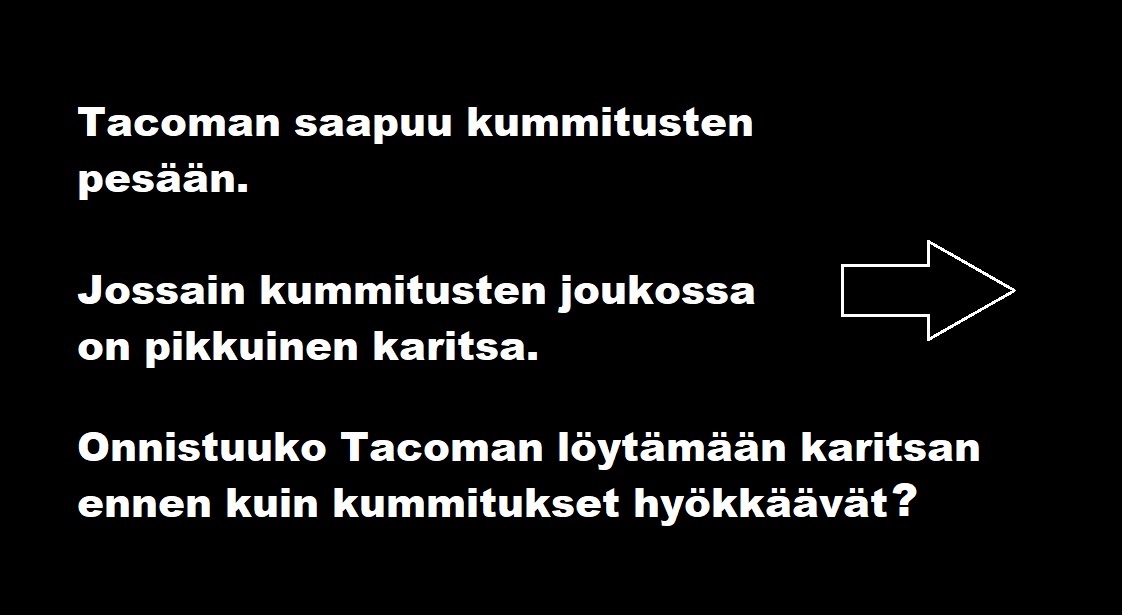 Tacoman saapuu kummitusten
pesään.
Jossain kummitusten joukossa
on pikkuinen karitsa.
Onnistuuko Tacoman löytämään karitsan
ennen kuin kummitukset hyökkäävät?